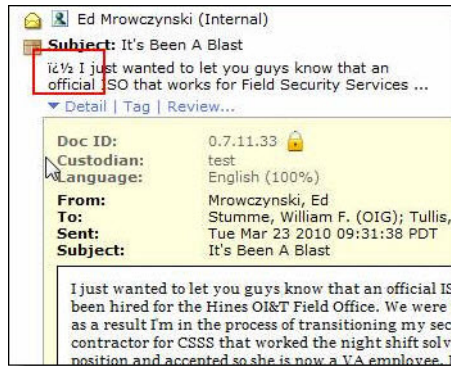 Ed Mrowczynski (Internal)
Subject: It's Been A Blast
ï¿½ I just wanted to let you guys know that an
official ISO that works for Field Security Services ...
Detail | Tag | Review...
Doc ID: 0.7.11.33
Custodian: test
Language: English (100%)
From: Mrowczynski, Ed
To: Stumme, William F. (OIG); Tullis,
Sent: Tue Mar 23 2010 09:31:38 PDT
Subject: It's Been A Blast
I just wanted to let you guys know that an official IS
been hired for the Hines OI&T Field Office. We were
as a result I'm in the process of transitioning my sec
contractor for CSSS that worked the night shift solv
position and accepted so she is now a VA employee.